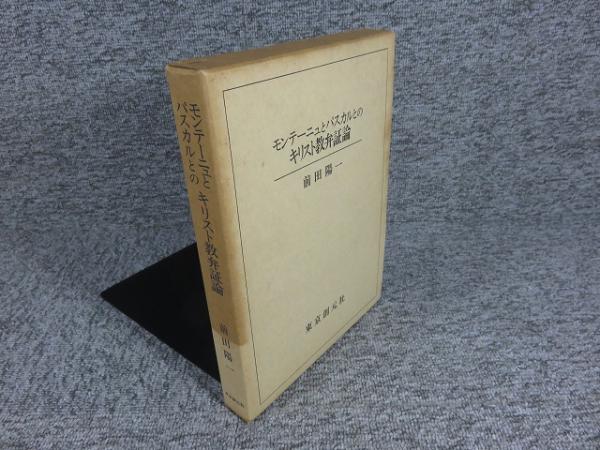 モンテーニュとパスカルとの
キリスト教弁証論
前田陽一
東京創元社
モンテーニュと
パスカルとの
キリスト教弁証論
前田陽一